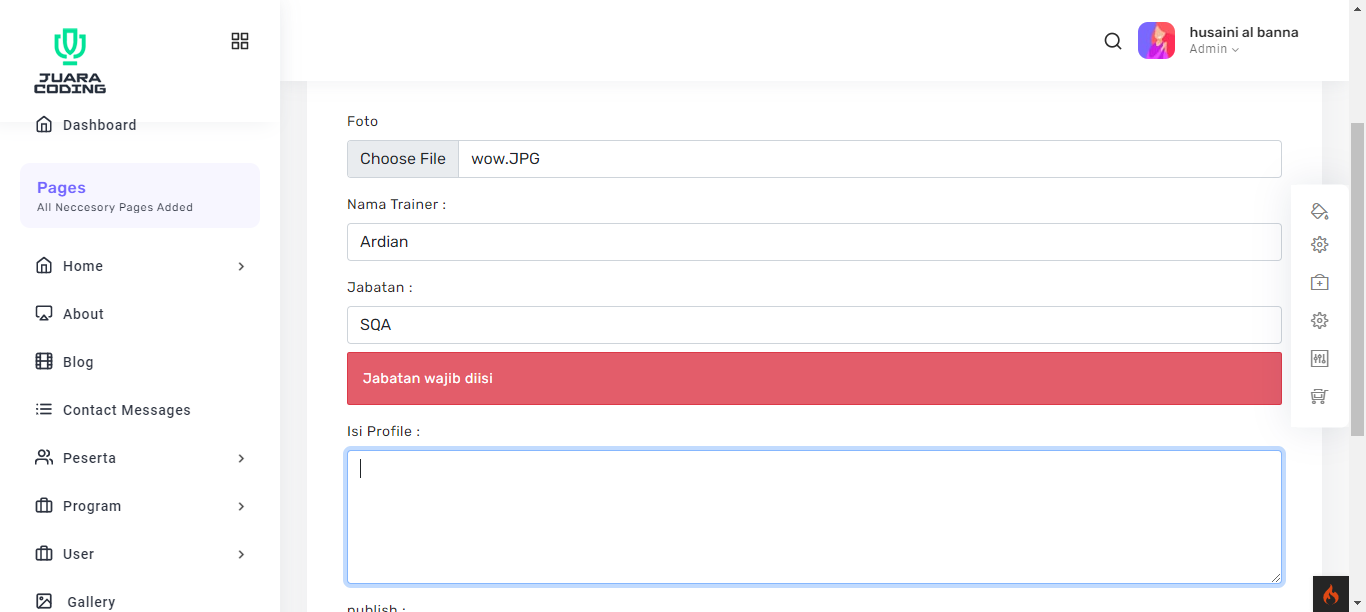 JUARA
CODING
husaini al banna
Admin
Dashboard
Pages
All Neccesory Pages Added
Home
About
Blog
Contact Messages
Peserta
Program
User
Gallery
Foto
Choose File wow.JPG
Nama Trainer :
Ardian
Jabatan :
SQA
Jabatan wajib diisi
Isi Profile :
publish :